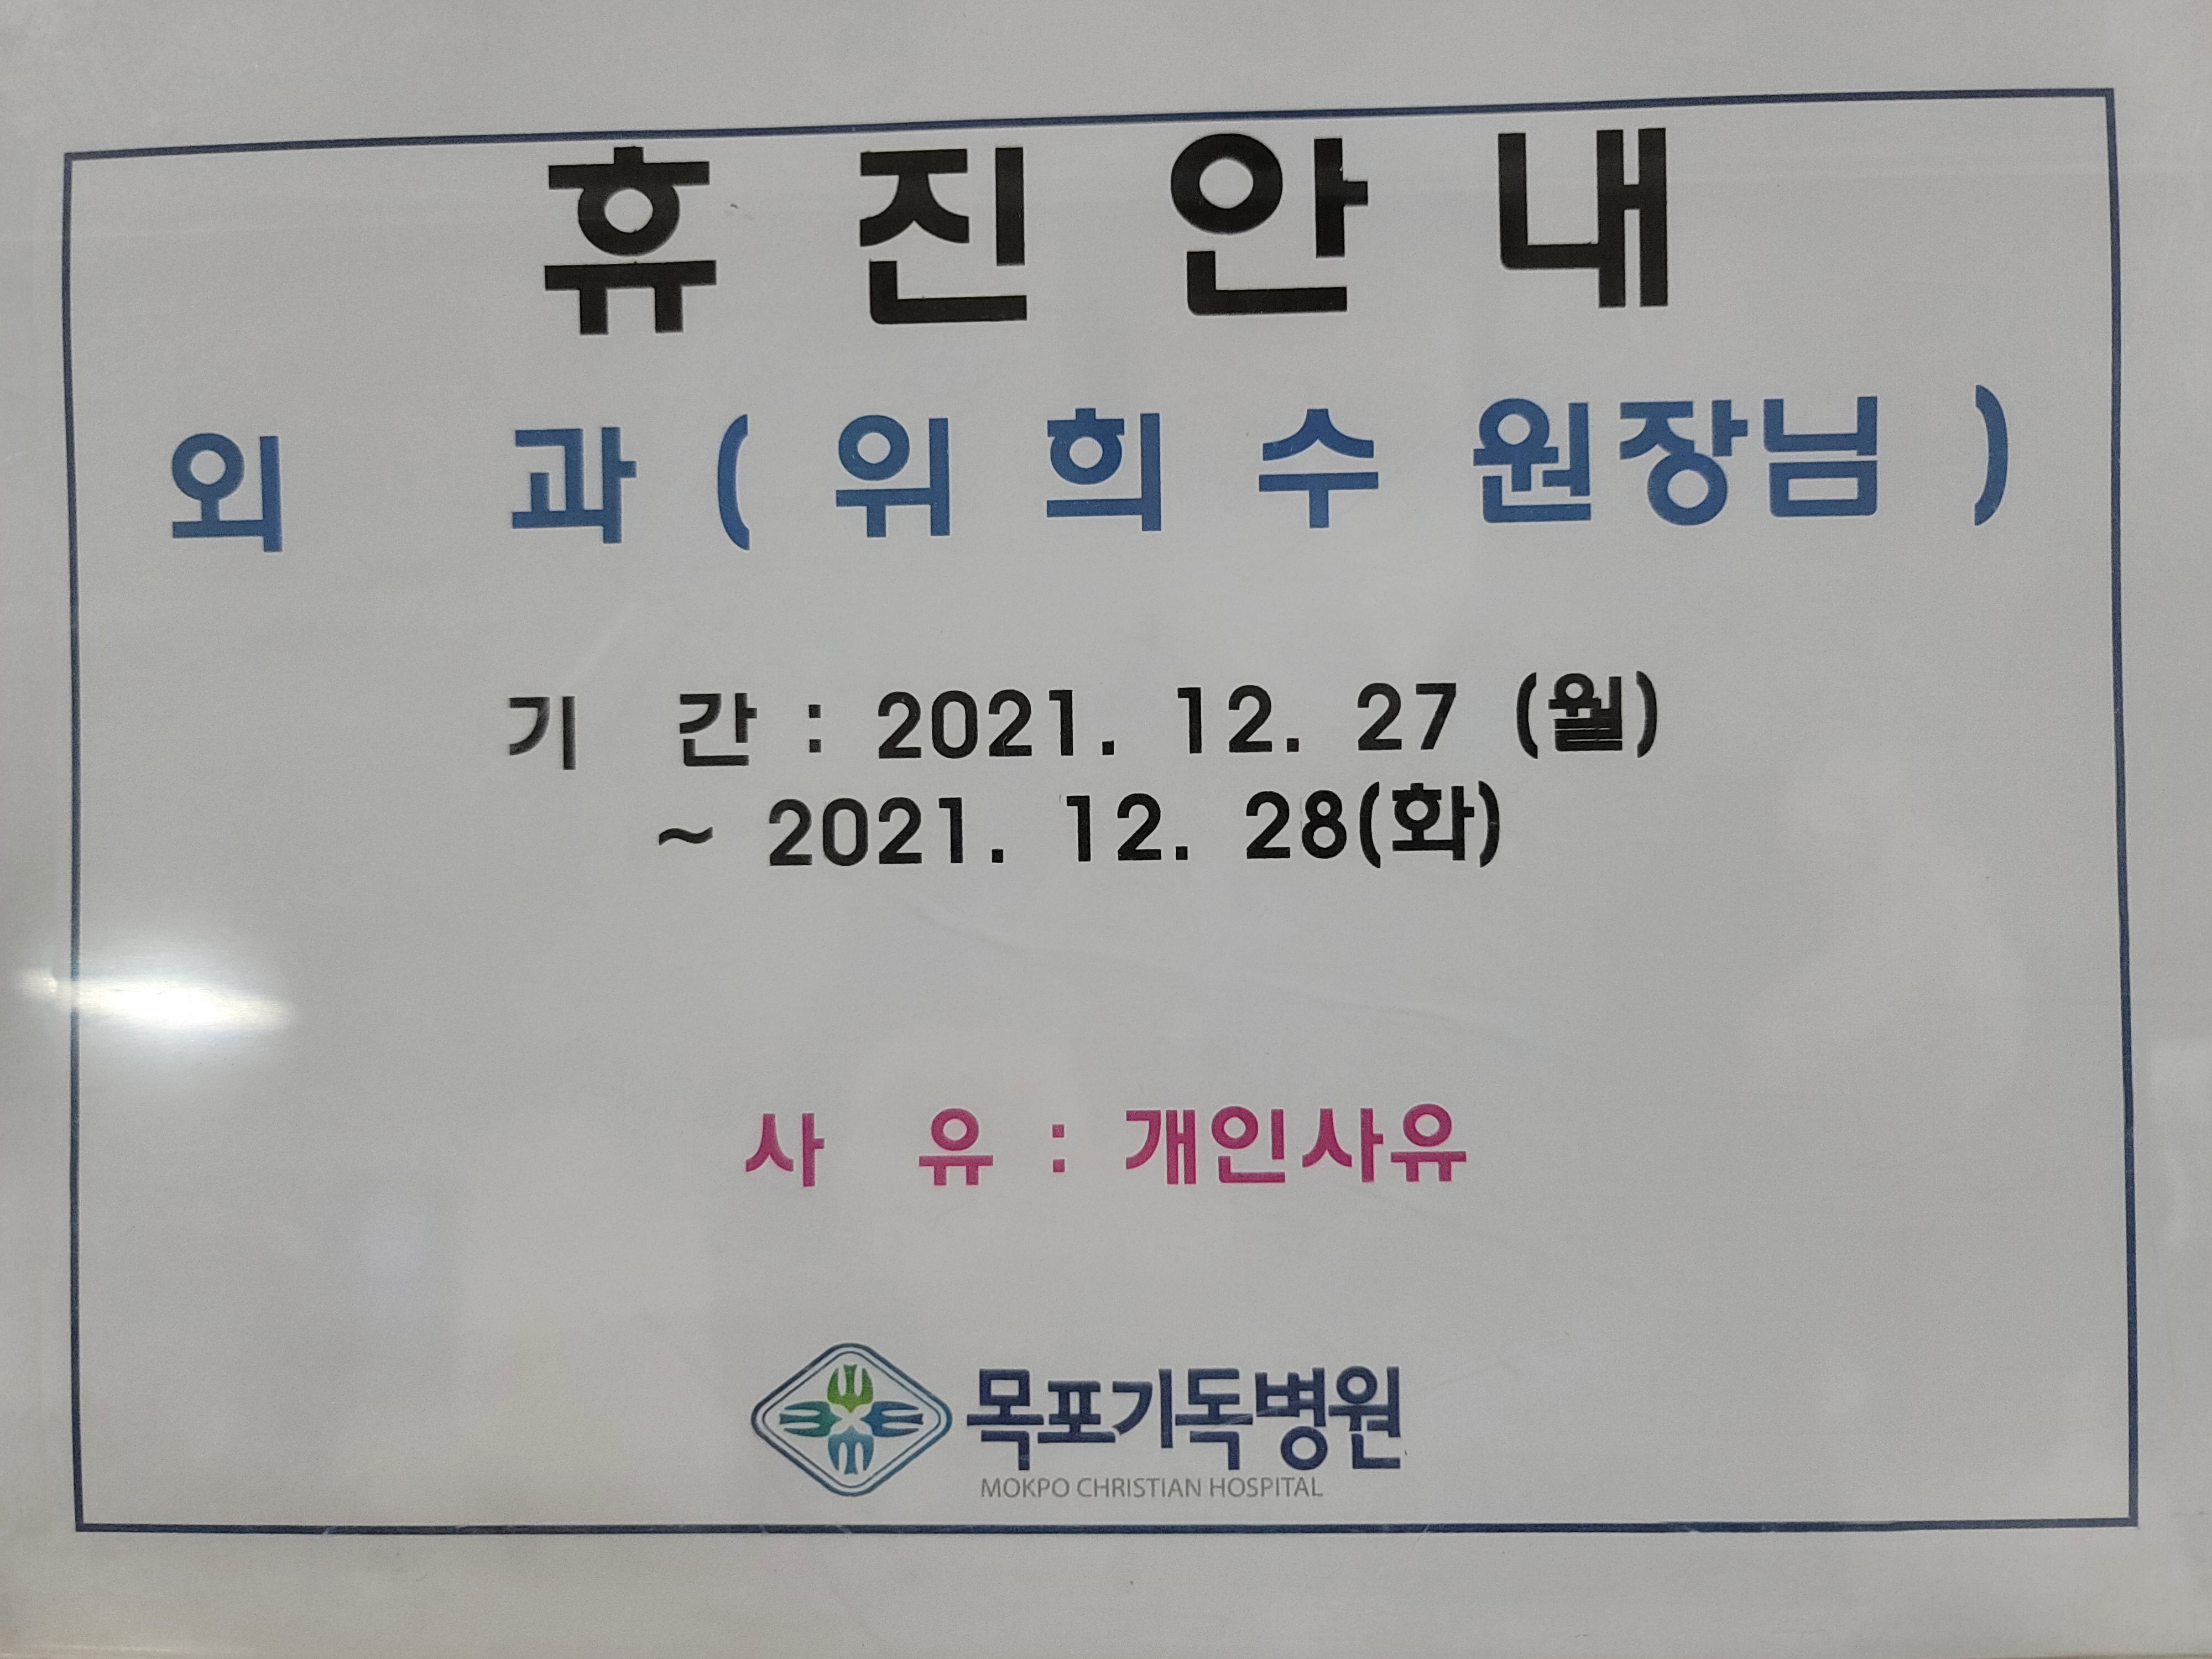 휴 진 안 내
외 과 ( 위 희 수 원장님 )
기 간 : 2021. 12. 27 (월)
~ 2021. 12. 28(화)
사 유 : 개인사유
목포기독병원
MOKPO CHRISTIAN HOSPITAL